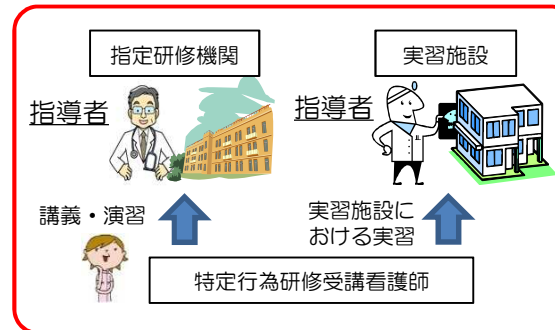 指定研修機関
実習施設
指導者
指導者
講義・演習
実習施設に
おける実習
特定行為研修受講看護師